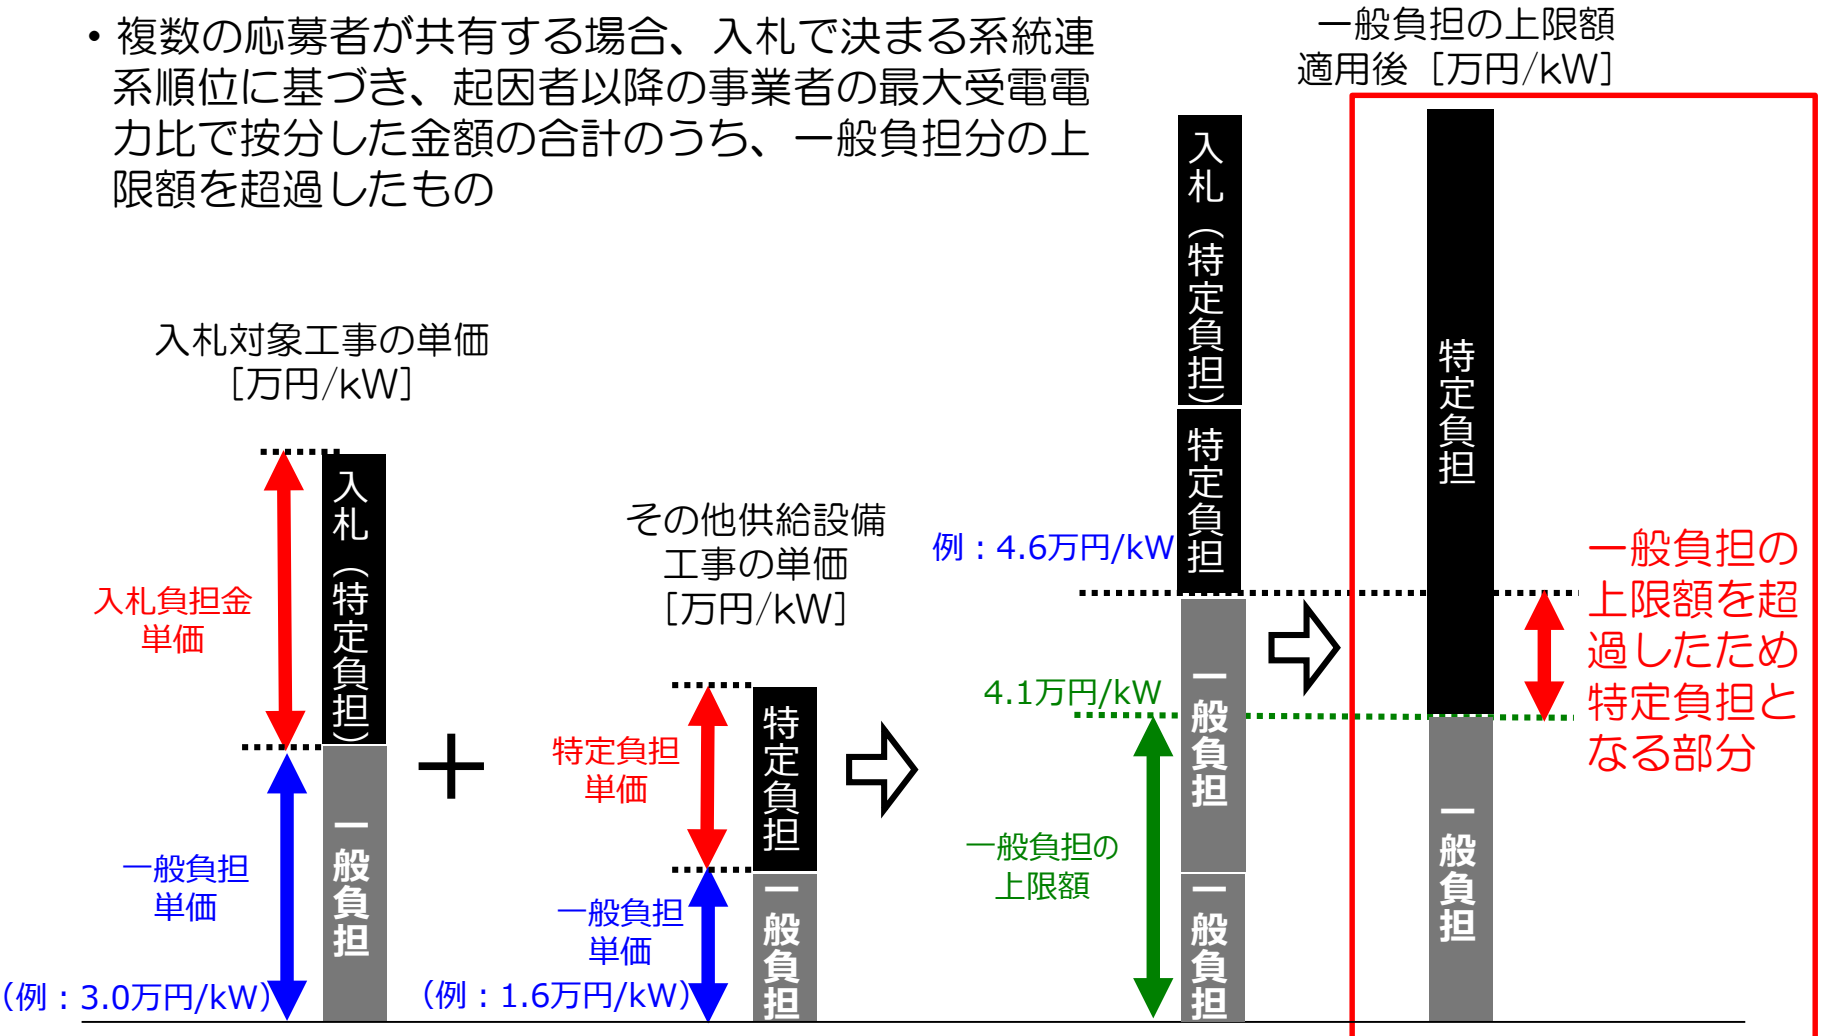 ・複数の応募者が共有する場合、入札で決まる系統連
系順位に基づき、起因者以降の事業者の最大受電電
力比で按分した金額の合計のうち、一般負担分の上
限額を超過したもの
一般負担の上限額
適用後［万円/kW］
入札対象工事の単価
［万円/kW］
入札負担金
単価
入札（特定負担）
一般負担
単価
（例：3.0万円/kW）
一般負担
＋
その他供給設備
工事の単価
［万円/kW］
特定負担
単価
特定負担
一般負担
単価
（例：1.6万円/kW）
一般負担
入札（特定負担）
特定負担
例：4.6万円/kW
4.1万円/kW
一般負担
一般負担の
上限額
一般負担
特定負担
一般負担
一般負担の
上限額を超
過したため
特定負担と
なる部分